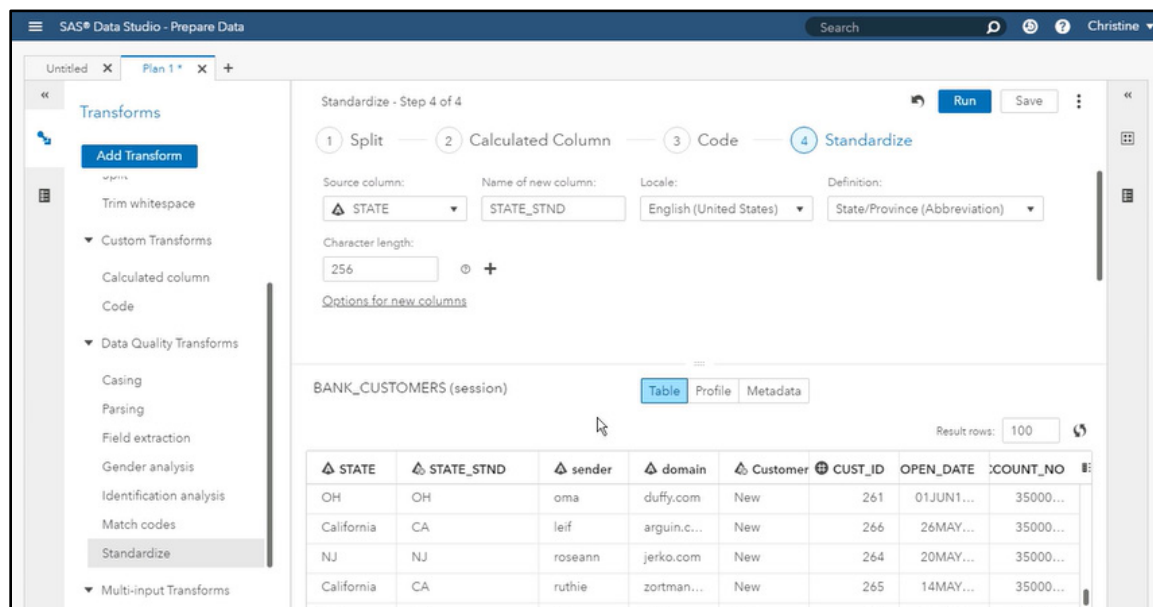 SAS® Data Studio - Prepare Data
Search
Christine
Untitled
Plan 1 *
Transforms
Add Transform
Split
Trim whitespace
Custom Transforms
Calculated column
Code
Data Quality Transforms
Casing
Parsing
Field extraction
Gender analysis
Identification analysis
Match codes
Standardize
Multi-input Transforms
Standardize - Step 4 of 4
Run
Save
1 Split
2 Calculated Column
3 Code
4 Standardize
Source column: Name of new column: Locale: Definition:
STATE STATE_STND English (United States) State/Province (Abbreviation)
Character length:
256
Options for new columns
BANK_CUSTOMERS (session)
Table Profile Metadata
Result rows: 100
STATE STATE_STND sender domain Customer CUST_ID OPEN_DATE CCOUNT_NO
OH OH oma duffy.com New 261 01JUN1... 35000...
California CA leif arguin.c... New 266 26MAY... 35000...
NJ NJ roseann jerko.com New 264 20MAY... 35000...
California CA ruthie zortman... New 265 14MAY... 35000...